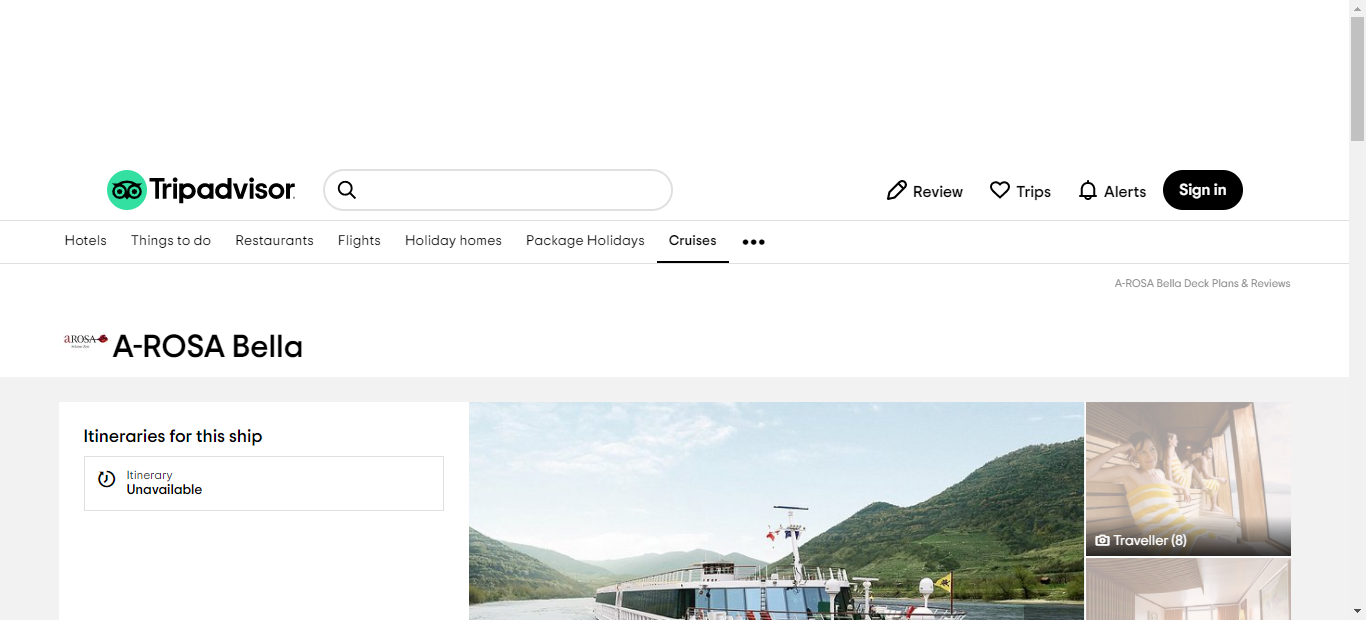 Tripadvisor
Review
Trips
Alerts
Sign in
Hotels
Things to do
Restaurants
Flights
Holiday homes
Package Holidays
Cruises
A-ROSA Bella Deck Plans & Reviews
aROSA
A-ROSA Bella
Itineraries for this ship
Itinerary
Unavailable
Traveller (8)